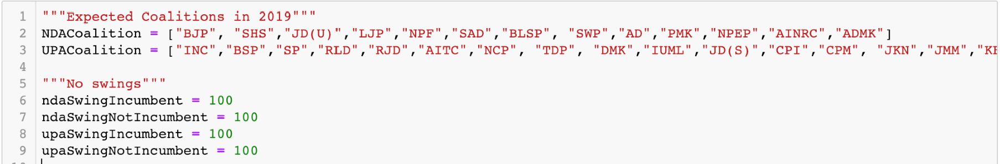 1 """Expected Coalitions in 2019"""
2 NDACoalition = ["BJP", "SHS","JD(U)","LJP","NPF","SAD","BLSP", "SWP","AD","PMK","NPEP","AINRC","ADMK"]
3 UPACoalition = ["INC","BSP","SP","RLD","RJD","AITC","NCP", "TDP", "DMK","IUML","JD(S)","CPI","CPM", "JKN","JMM",
4
5 """No swings"""
6 ndaSwingIncumbent = 100
7 ndaSwingNotIncumbent = 100
8 upaSwingIncumbent = 100
9 upaSwingNotIncumbent = 100